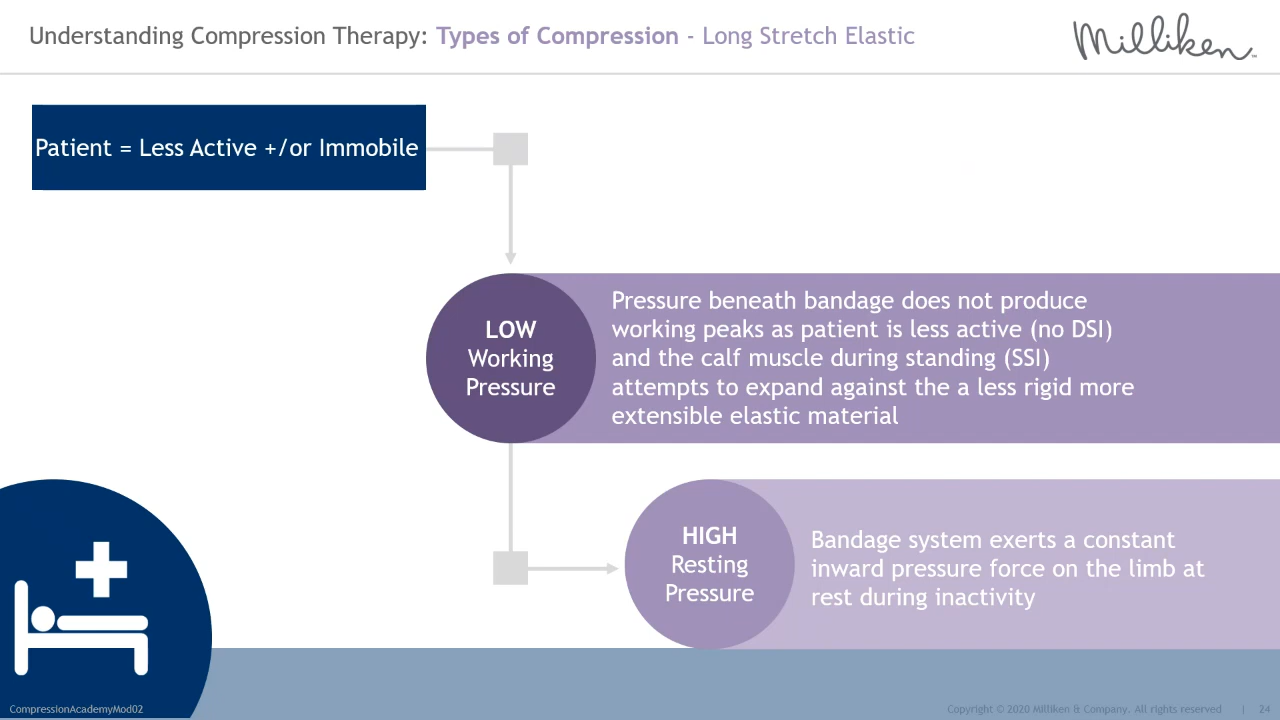 Understanding Compression Therapy: Types of Compression - Long Stretch Elastic
Milliken™
Patient = Less Active +/or Immobile
LOW
Working
Pressure
Pressure beneath bandage does not produce
working peaks as patient is less active (no DSI)
and the calf muscle during standing (SSI)
attempts to expand against the a less rigid more
extensible elastic material
HIGH
Resting
Pressure
Bandage system exerts a constant
inward pressure force on the limb at
rest during inactivity
CompressionAcademyMod02
Copyright © 2020 Milliken & Company. All rights reserved | 24